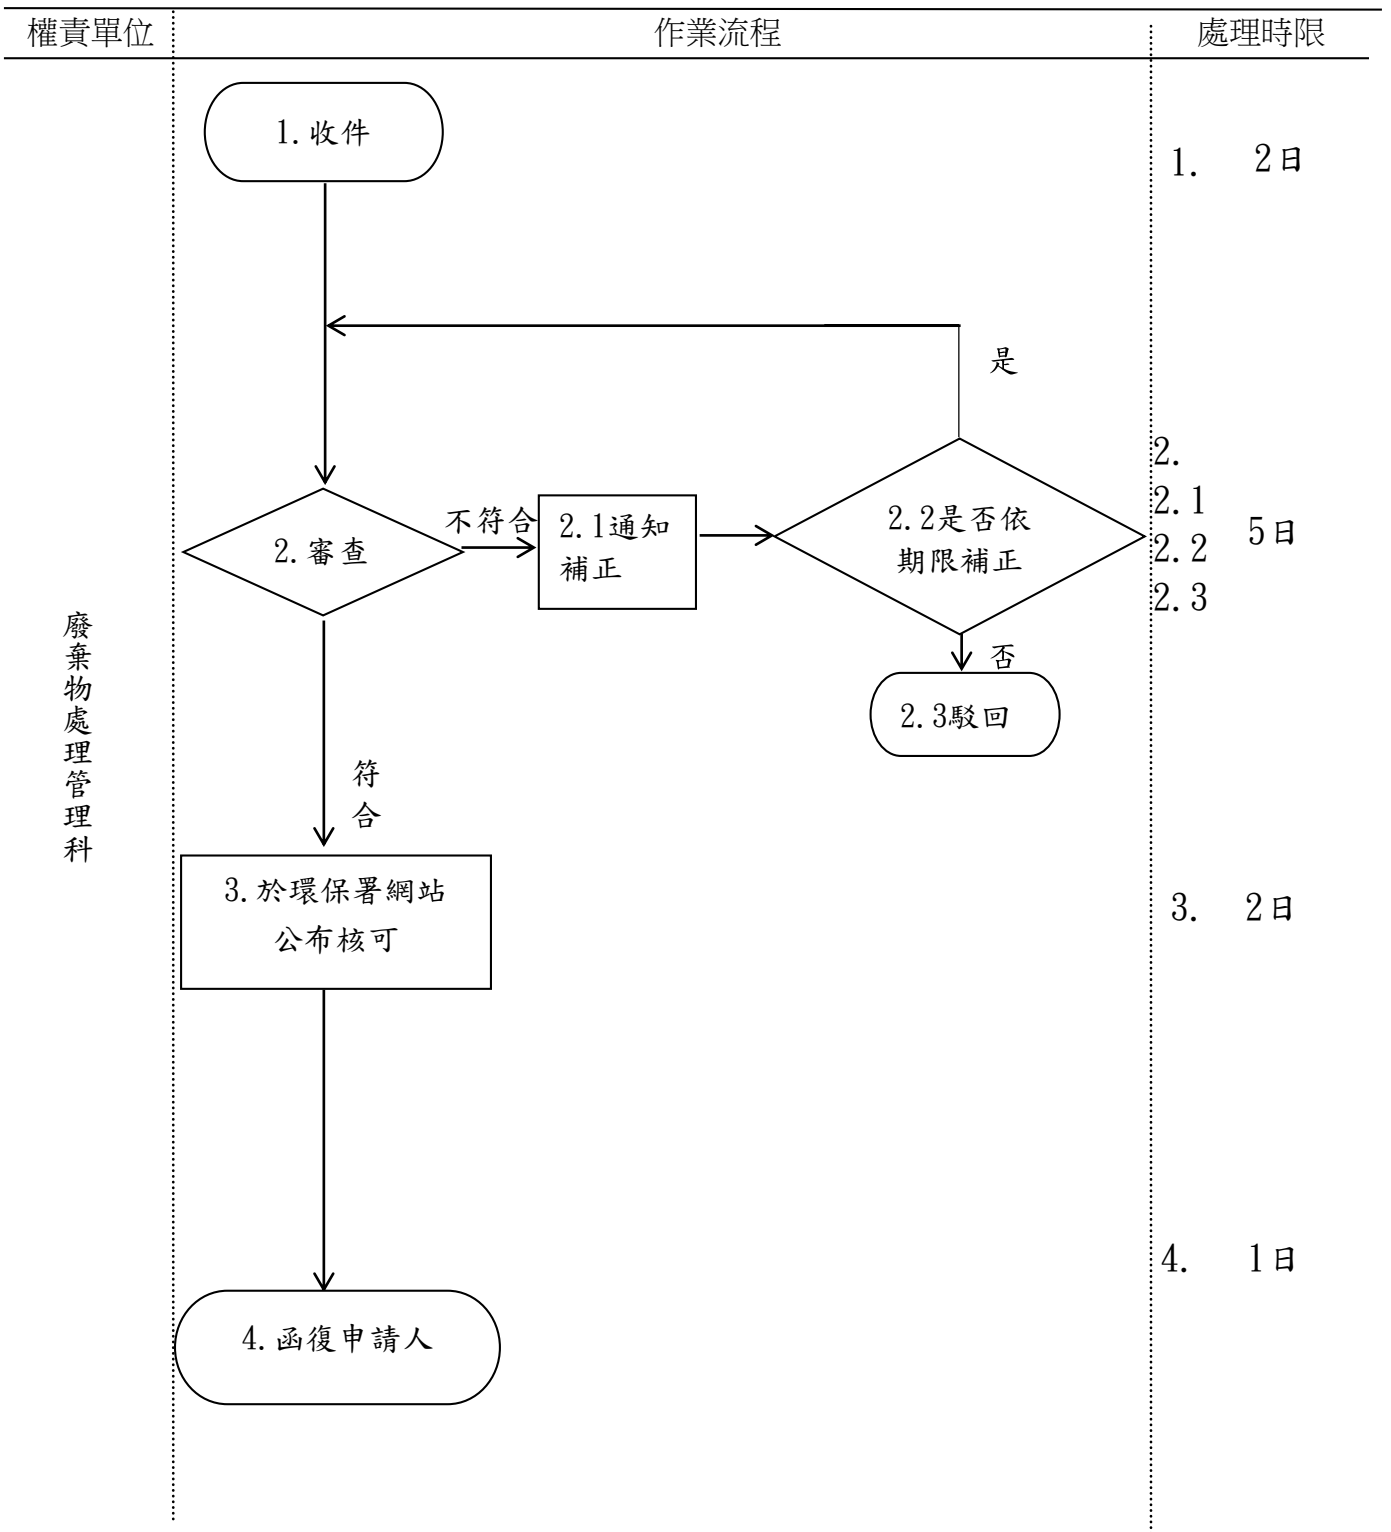 權責單位
作業流程
處理時限
1.收件
1. 2日
是
2.審查
不符合
2.1通知
補正
2.2是否依
期限補正
2.
2.1
2.2
2.3
5日
否
2.3駁回
廢棄物處理管理科
符
合
3.於環保署網站
公布核可
3. 2日
4.函復申請人
4. 1日